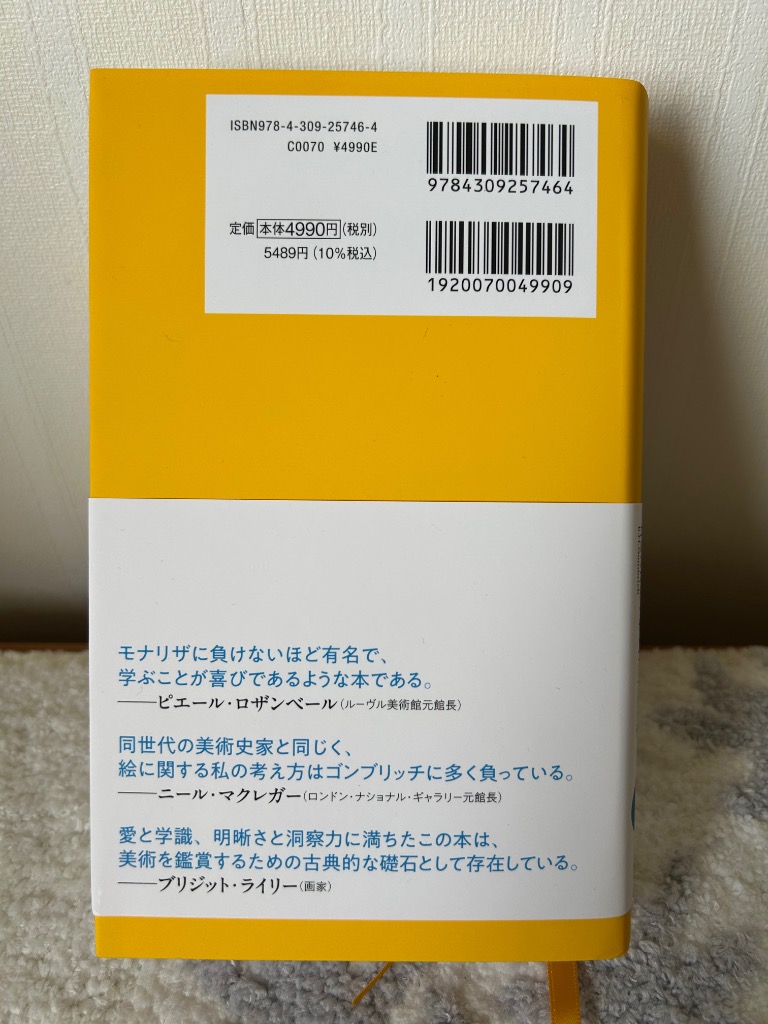 ISBN978-4-309-25746-4
C0070 ¥4990E
9784309257464
定価 本体4990円(税別)
5489円(10%税込)
1920070049909
モナリザに負けないほど有名で、
学ぶことが喜びであるような本である。
——ピエール・ロザンベール(ルーヴル美術館元館長)
同世代の美術史家と同じく、
絵に関する私の考え方はゴンブリッチに多く負っている。
——ニール・マクレガー(ロンドン・ナショナル・ギャラリー元館長)
愛と学識、明晰さと洞察力に満ちたこの本は、
美術を鑑賞するための古典的な礎石として存在している。
——ブリジット・ライリー(画家)